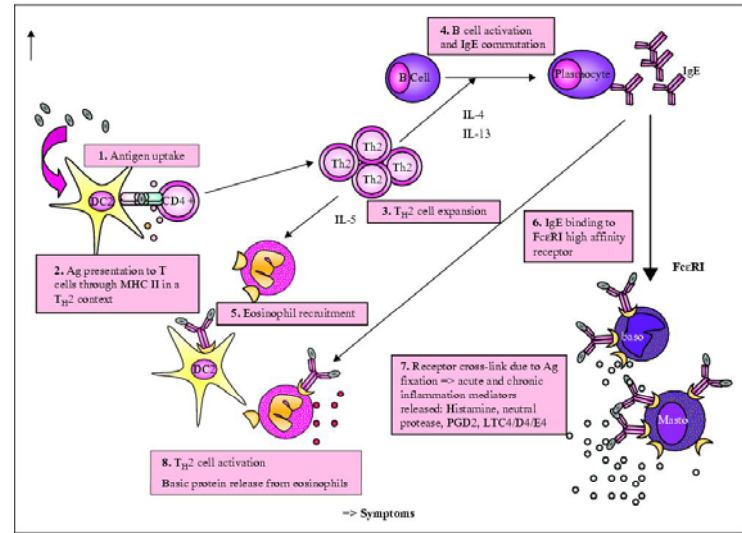 4. B cell activation
and IgE commutation
B Cell
Plasmocyte
IgE
IL-4
IL-13
1. Antigen uptake
Th2
Th2
Th2
Th2
DC2
CD4 +
3. TH2 cell expansion
IL-5
6. IgE binding to
FcεRI high affinity
receptor
2. Ag presentation to T
cells through MHC II in a
TH2 context
FcεRI
5. Eosinophil recruitment
baso
DC2
7. Receptor cross-link due to Ag
fixation => acute and chronic
inflammation mediators
released: Histamine, neutral
protease, PGD2, LTC4/D4/E4
Masto
8. TH2 cell activation
Basic protein release from eosinophils
=> Symptoms